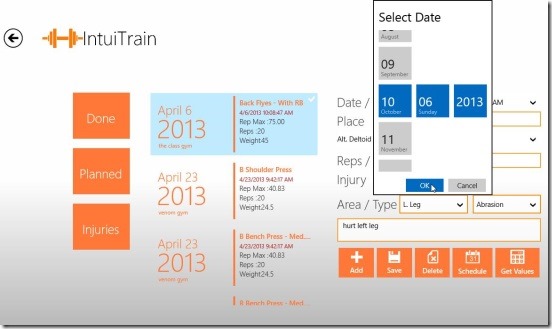 IntuiTrain
Done
Planned
Injuries
April 6
2013
the class gym
Back Flyes - With RB
4/6/2013 10:08:47 AM
Rep Max :75.00
Reps :20
Weight45
April 23
2013
venom gym
B Shoulder Press
4/23/2013 9:42:17 AM
Rep Max :40.83
Reps :20
Weight24.5
April 23
2013
venom gym
B Bench Press - Med...
4/23/2013 9:42:17 AM
Rep Max :40.83
Reps :20
Weight24.5
B Bench Press - Med...
Select Date
August
09
September
10
October
06
Sunday
2013
11
November
OK
Cancel
Date /
AM
Place
Alt. Deltoid
Reps /
Injury
Area / Type
L. Leg
Abrasion
hurt left leg
Add
Save
Delete
Schedule
Get Values